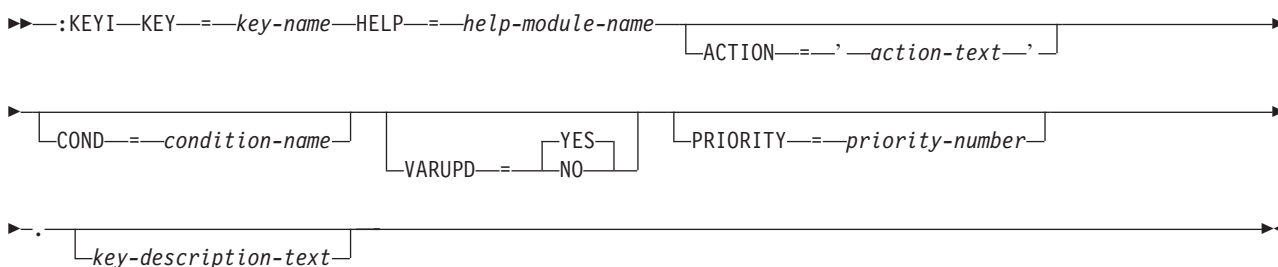 :KEYI KEY = key-name HELP = help-module-name
ACTION = ' action-text '
COND = condition-name
VARUPD = YES
NO
PRIORITY = priority-number
.
key-description-text